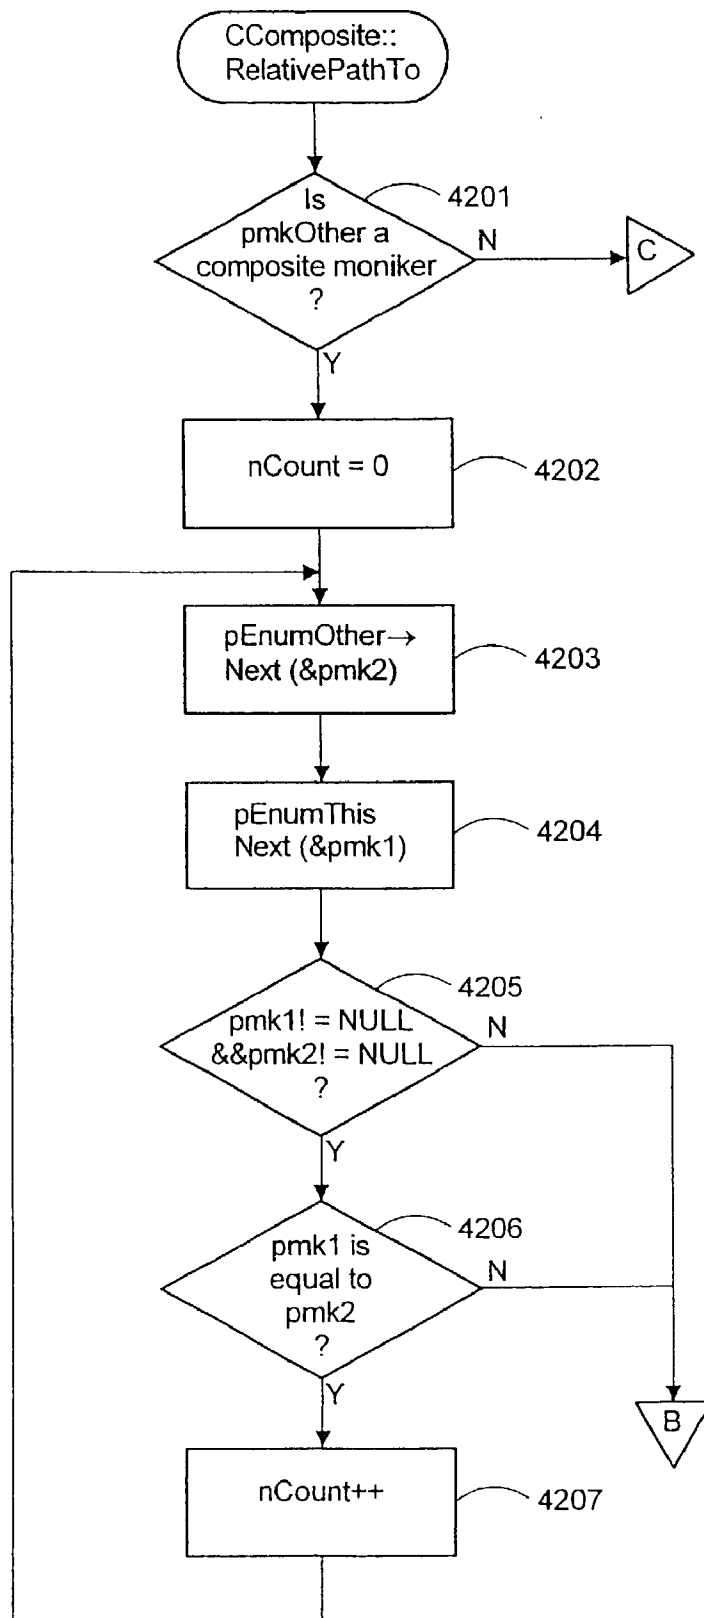 CComposite::
RelativePathTo
4201
Is
pmkOther a
composite moniker
?
N
C
Y
nCount = 0
4202
pEnumOther→
Next (&pmk2)
4203
pEnumThis
Next (&pmk1)
4204
4205
pmk1! = NULL
&&pmk2! = NULL
?
N
Y
4206
pmk1 is
equal to
pmk2
?
N
Y
B
nCount++
4207